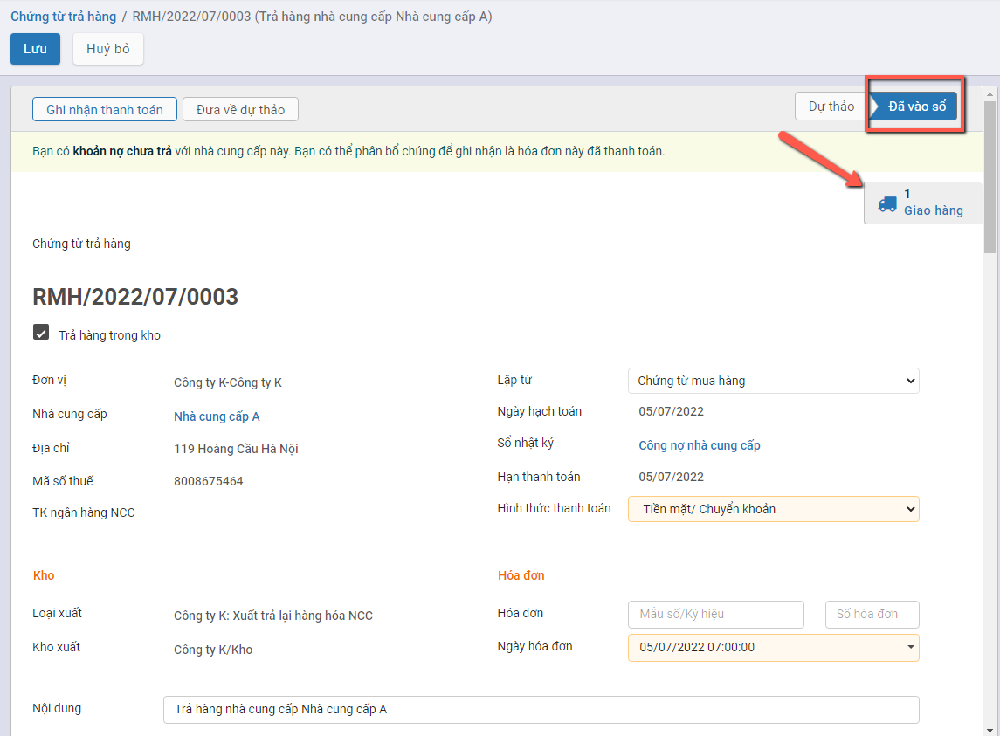 Chứng từ trả hàng / RMH/2022/07/0003 (Trả hàng nhà cung cấp Nhà cung cấp A)
Lưu Huỷ bỏ
Ghi nhận thanh toán Đưa về dự thảo Dự thảo Đã vào sổ
Bạn có khoản nợ chưa trả với nhà cung cấp này. Bạn có thể phân bổ chúng để ghi nhận là hóa đơn này đã thanh toán.
1
Giao hàng
Chứng từ trả hàng
RMH/2022/07/0003
Trả hàng trong kho
Đơn vị Công ty K-Công ty K Lập từ Chứng từ mua hàng
Nhà cung cấp Nhà cung cấp A Ngày hạch toán 05/07/2022
Địa chỉ 119 Hoàng Cầu Hà Nội Sổ nhật ký Công nợ nhà cung cấp
Mã số thuế 8008675464 Hạn thanh toán 05/07/2022
TK ngân hàng NCC Hình thức thanh toán Tiền mặt/ Chuyển khoản
Kho Hóa đơn
Loại xuất Công ty K: Xuất trả lại hàng hóa NCC Hóa đơn Mẫu số/Ký hiệu Số hóa đơn
Kho xuất Công ty K/Kho Ngày hóa đơn 05/07/2022 07:00:00
Nội dung Trả hàng nhà cung cấp Nhà cung cấp A